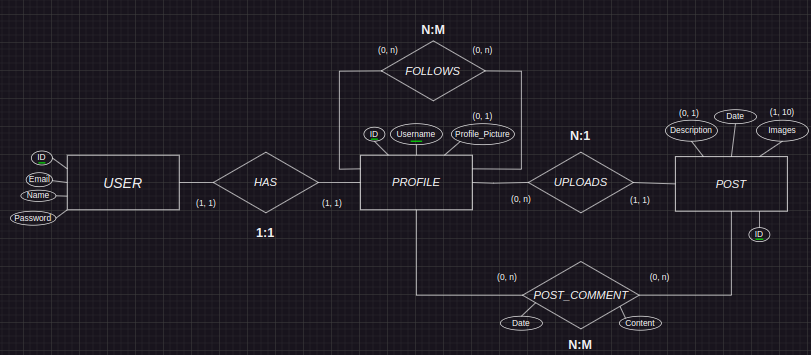 N:M
(0, n)
(0, n)
FOLLOWS
(0, 1)
(1, 10)
(0, 1)
Date
ID
Username
Profile_Picture
N:1
Description
Images
ID
Email
Name
Password
USER
HAS
PROFILE
UPLOADS
POST
(1, 1)
(1, 1)
(0, n)
(1, 1)
1:1
ID
(0, n)
(0, n)
POST_COMMENT
Date
Content
N:M